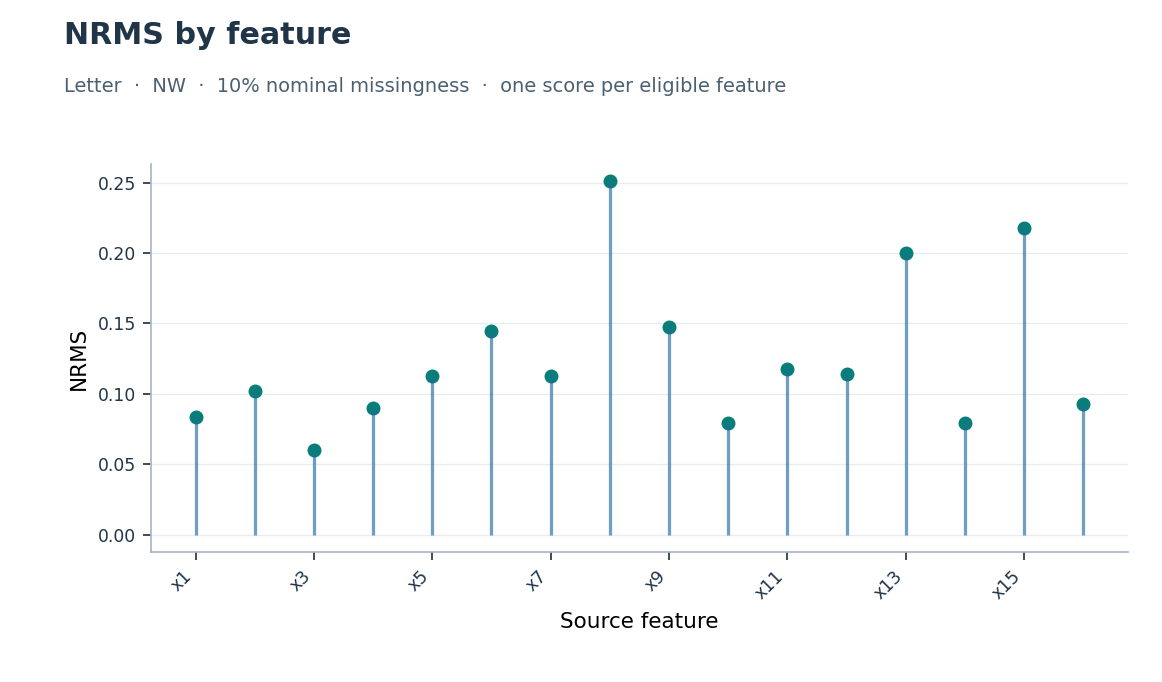 NRMS by feature
Letter · NW · 10% nominal missingness · one score per eligible feature
0.25
0.20
0.15
0.10
0.05
0.00
NRMS
x1 x3 x5 x7 x9 x11 x13 x15
Source feature